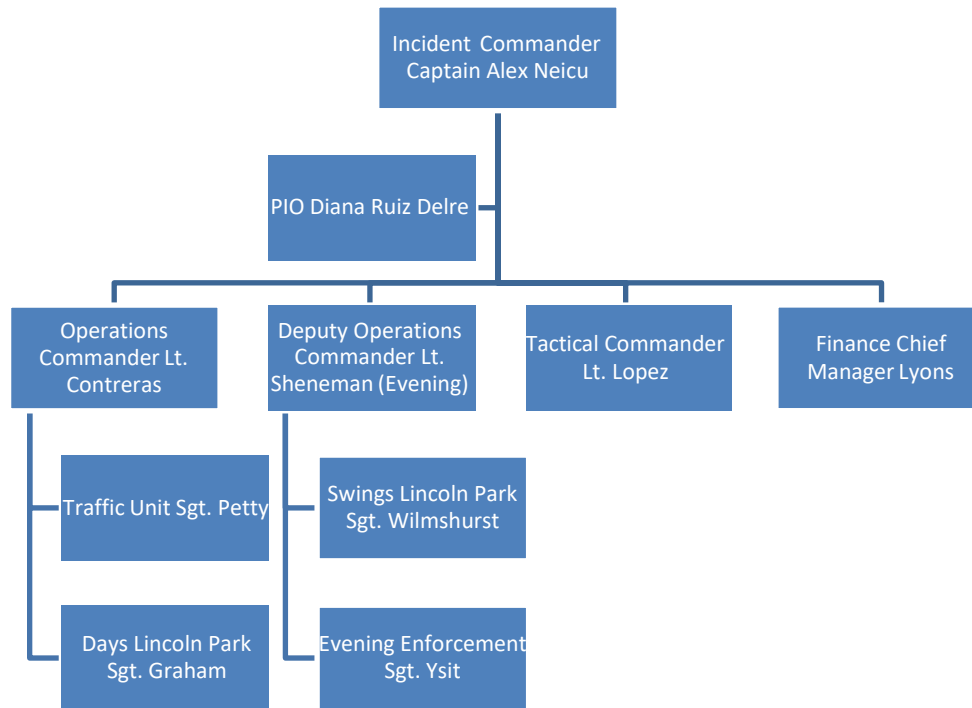 Incident Commander
Captain Alex Neicu
PIO Diana Ruiz Delre
Operations
Commander Lt.
Contreras
Deputy Operations
Commander Lt.
Sheneman (Evening)
Tactical Commander
Lt. Lopez
Finance Chief
Manager Lyons
Traffic Unit Sgt. Petty
Swings Lincoln Park
Sgt. Wilmshurst
Days Lincoln Park
Sgt. Graham
Evening Enforcement
Sgt. Ysit